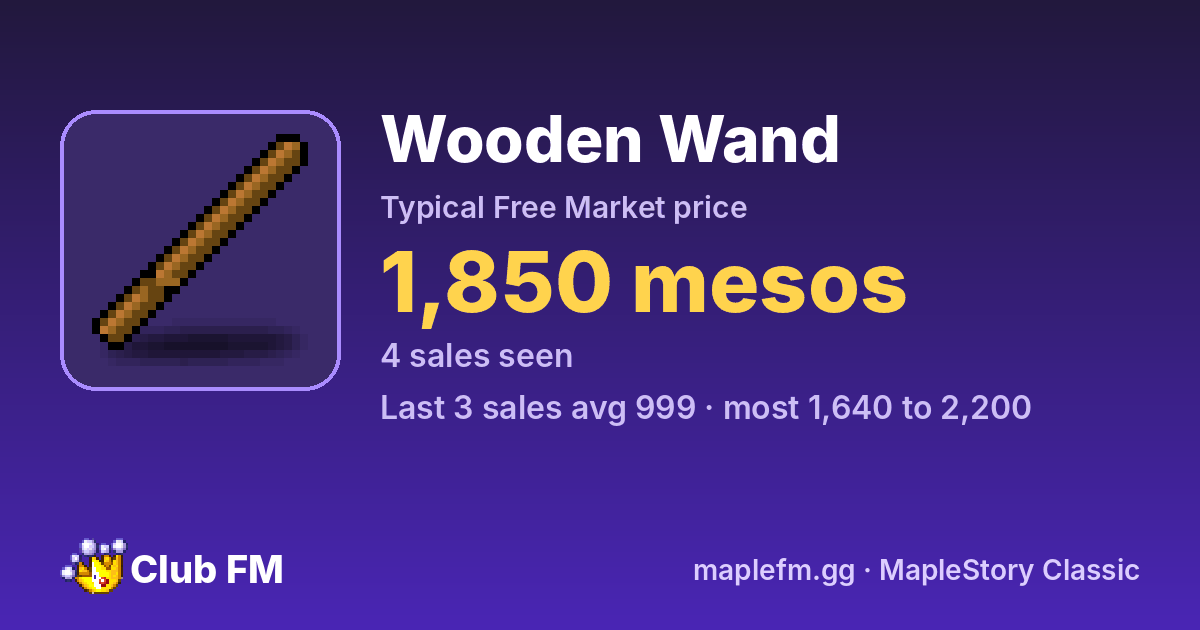 Wooden Wand
Typical Free Market price
1,850 mesos
4 sales seen
Last 3 sales avg 999 · most 1,640 to 2,200
Club FM
maplefm.gg · MapleStory Classic